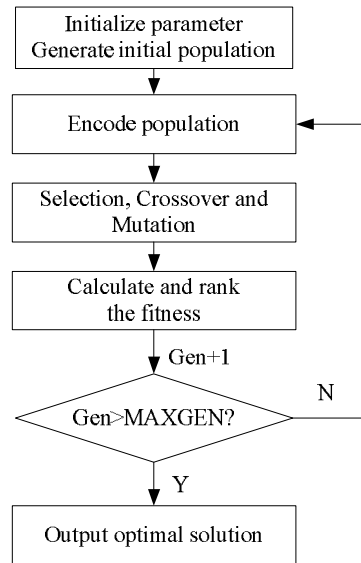 Initialize parameter
Generate initial population
Encode population
Selection, Crossover and
Mutation
Calculate and rank
the fitness
Gen+1
Gen>MAXGEN?
N
Y
Output optimal solution